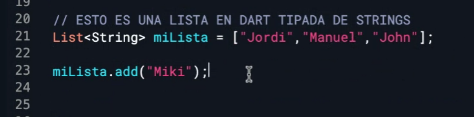 19
20 // ESTO ES UNA LISTA EN DART TIPADA DE STRINGS
21 List<String> miLista = ["Jordi","Manuel","John"];
22
23 miLista.add("Miki");
24
25